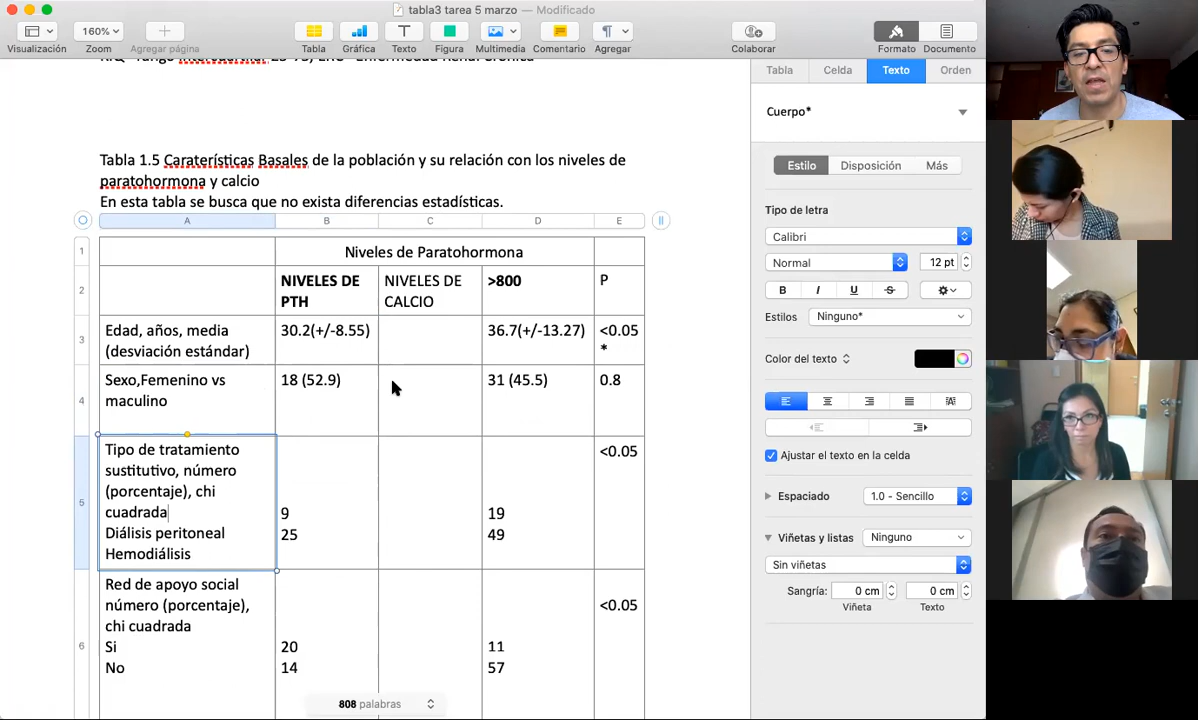 tabla3 tarea 5 marzo — Modificado
160%
Visualización Zoom Agregar página Tabla Gráfica Texto Figura Multimedia Comentario Agregar Colaborar Formato Documento
Tabla Celda Texto Orden
Cuerpo*
Estilo Disposición Más
Tipo de letra
Calibri
Normal 12 pt
B I U S
Estilos Ninguno*
Color del texto
Ajustar el texto en la celda
Espaciado 1.0 - Sencillo
Viñetas y listas Ninguno
Sin viñetas
Sangría: 0 cm 0 cm
Viñeta Texto
Tabla 1.5 Caraterísticas Basales de la población y su relación con los niveles de
paratohormona y calcio
En esta tabla se busca que no exista diferencias estadísticas.
A B C D E
1 Niveles de Paratohormona
2 NIVELES DE NIVELES DE >800 P
PTH CALCIO
3 Edad, años, media 30.2(+/-8.55) 36.7(+/-13.27) <0.05
(desviación estándar) *
4 Sexo,Femenino vs 18 (52.9) 31 (45.5) 0.8
maculino
5 Tipo de tratamiento <0.05
sustitutivo, número
(porcentaje), chi
cuadrada 9 19
Diálisis peritoneal 25 49
Hemodiálisis
6 Red de apoyo social
número (porcentaje), <0.05
chi cuadrada
Si 20 11
No 14 57
808 palabras